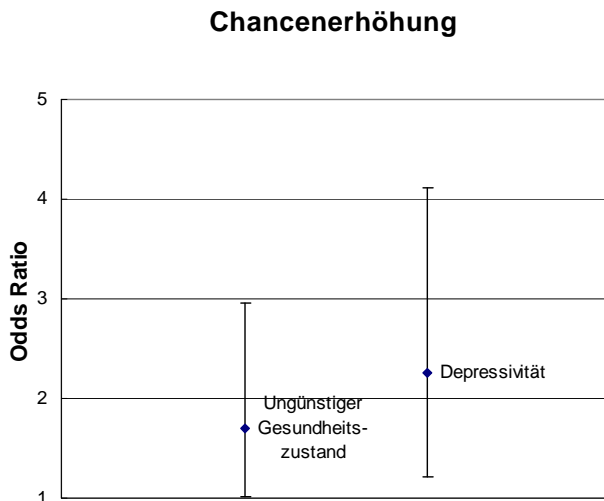 Chancenerhöhung
5
4
3
2
1
Odds Ratio
Depressivität
Ungünstiger
Gesundheits-
zustand